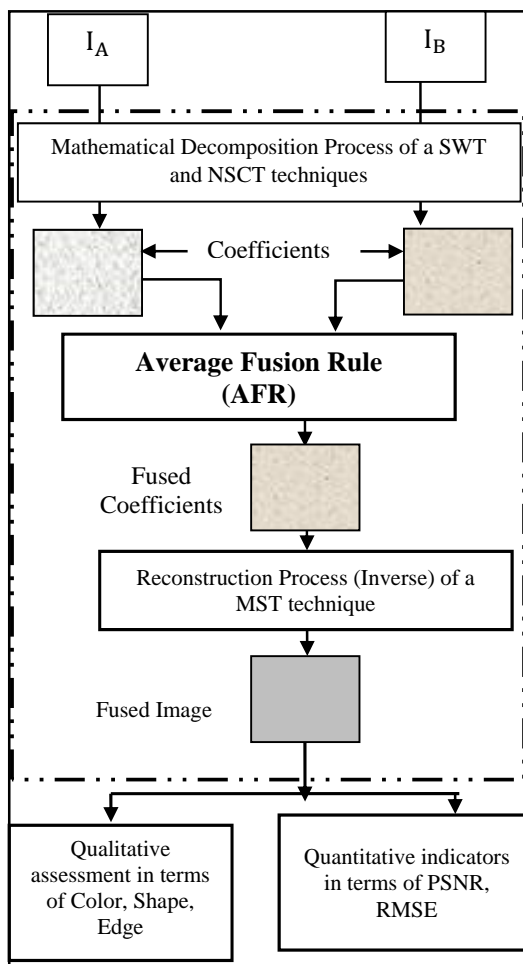 I_A
I_B
Mathematical Decomposition Process of a SWT
and NSCT techniques
Coefficients
Average Fusion Rule
(AFR)
Fused
Coefficients
Reconstruction Process (Inverse) of a
MST technique
Fused Image
Qualitative
assessment in terms
of Color, Shape,
Edge
Quantitative indicators
in terms of PSNR,
RMSE